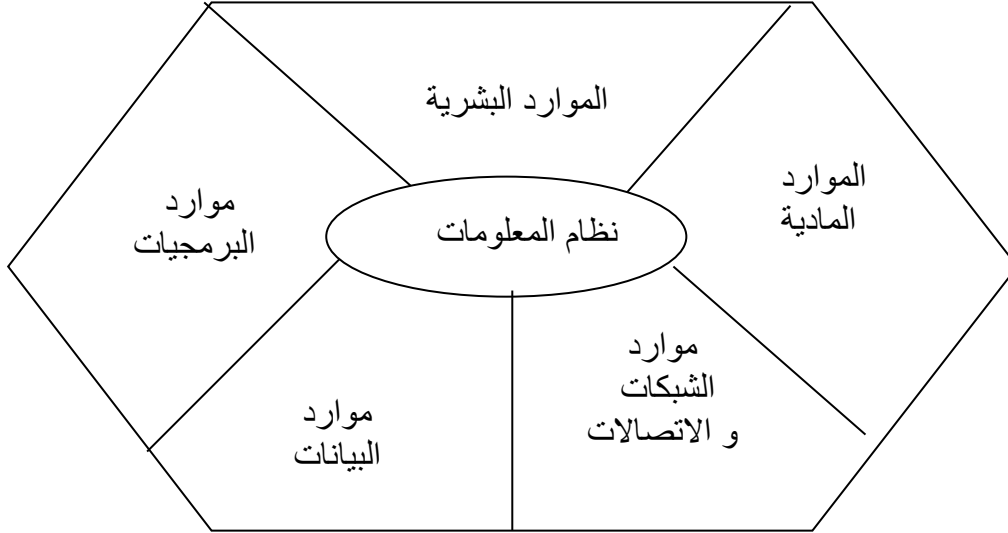 الموارد البشرية
الموارد
المادية
موارد
البرمجيات
نظام المعلومات
موارد
الشبكات
و الاتصالات
موارد
البيانات